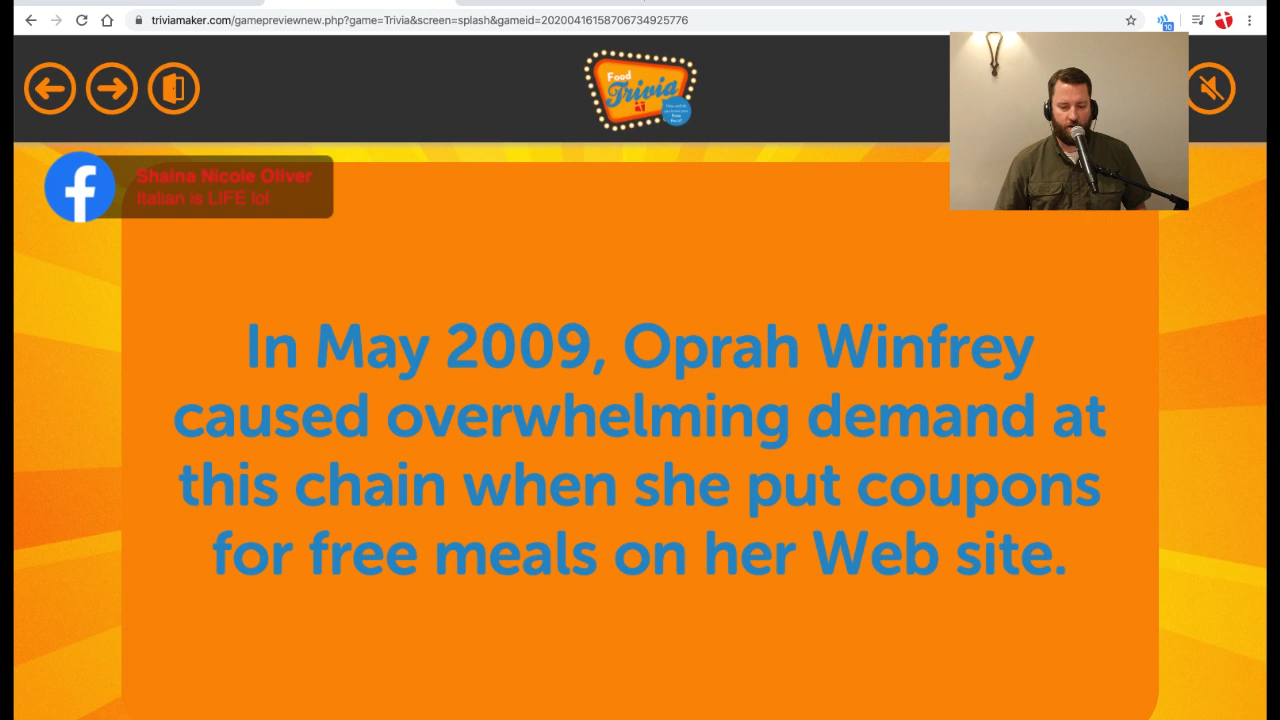 triviamaker.com/gamepreviewnew.php?game=Trivia&screen=splash&gameid=20200416158706734925776
10
Food
Trivia
Shaina Nicole Oliver
Italian is LIFE lol
In May 2009, Oprah Winfrey
caused overwhelming demand at
this chain when she put coupons
for free meals on her Web site.